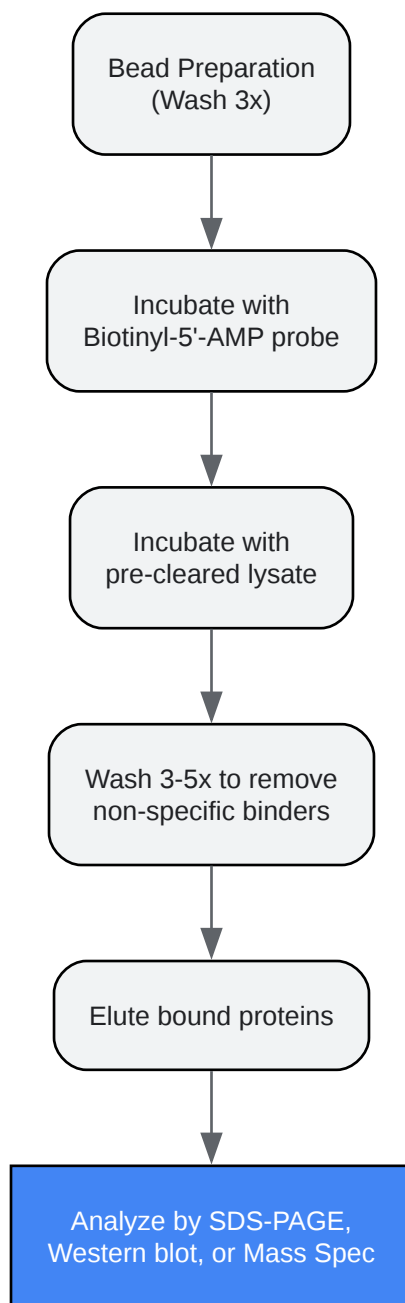 Bead Preparation
(Wash 3x)
Incubate with
Biotinyl-5'-AMP probe
Incubate with
pre-cleared lysate
Wash 3-5x to remove
non-specific binders
Elute bound proteins
Analyze by SDS-PAGE,
Western blot, or Mass Spec